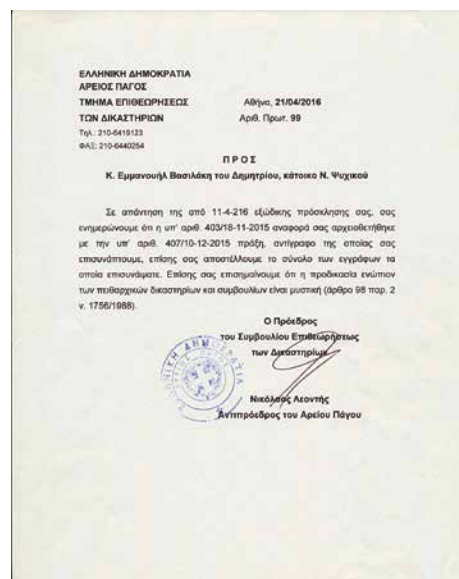 ΕΛΛΗΝΙΚΗ ΔΗΜΟΚΡΑΤΙΑ
ΑΡΕΙΟΣ ΠΑΓΟΣ
ΤΜΗΜΑ ΕΠΙΘΕΩΡΗΣΕΩΣ Αθήνα, 21/04/2016
ΤΩΝ ΔΙΚΑΣΤΗΡΙΩΝ Αριθ. Πρωτ. 99
Τηλ.: 210-6419123
ΦΑΞ: 210-6440254
ΠΡΟΣ
Κ. Εμμανουήλ Βασιλάκη του Δημητρίου, κάτοικο Ν. Ψυχικού
Σε απάντηση της από 11-4-216 εξώδικης πρόσκλησης σας, σας
ενημερώνουμε ότι η υπ' αριθ. 403/18-11-2015 αναφορά σας αρχειοθετήθηκε
με την υπ' αριθ. 407/10-12-2015 πράξη, αντίγραφο της οποίας σας
επισυνάπτουμε, επίσης σας αποστέλλουμε το σύνολο των εγγράφων τα
οποία επισυνάψατε. Επίσης σας επισημαίνουμε ότι η προδικασία ενώπιον
των πειθαρχικών δικαστηρίων και συμβουλίων είναι μυστική (άρθρο 98 παρ. 2
ν. 1756/1988).
Ο Πρόεδρος
του Συμβουλίου Επιθεωρήσεως
των Δικαστηρίων
ΕΛΛΗΝΙΚΗ ΔΗΜΟΚΡΑΤΙΑ
Νικόλαος Λεοντής
Αντιπρόεδρος του Αρείου Πάγου